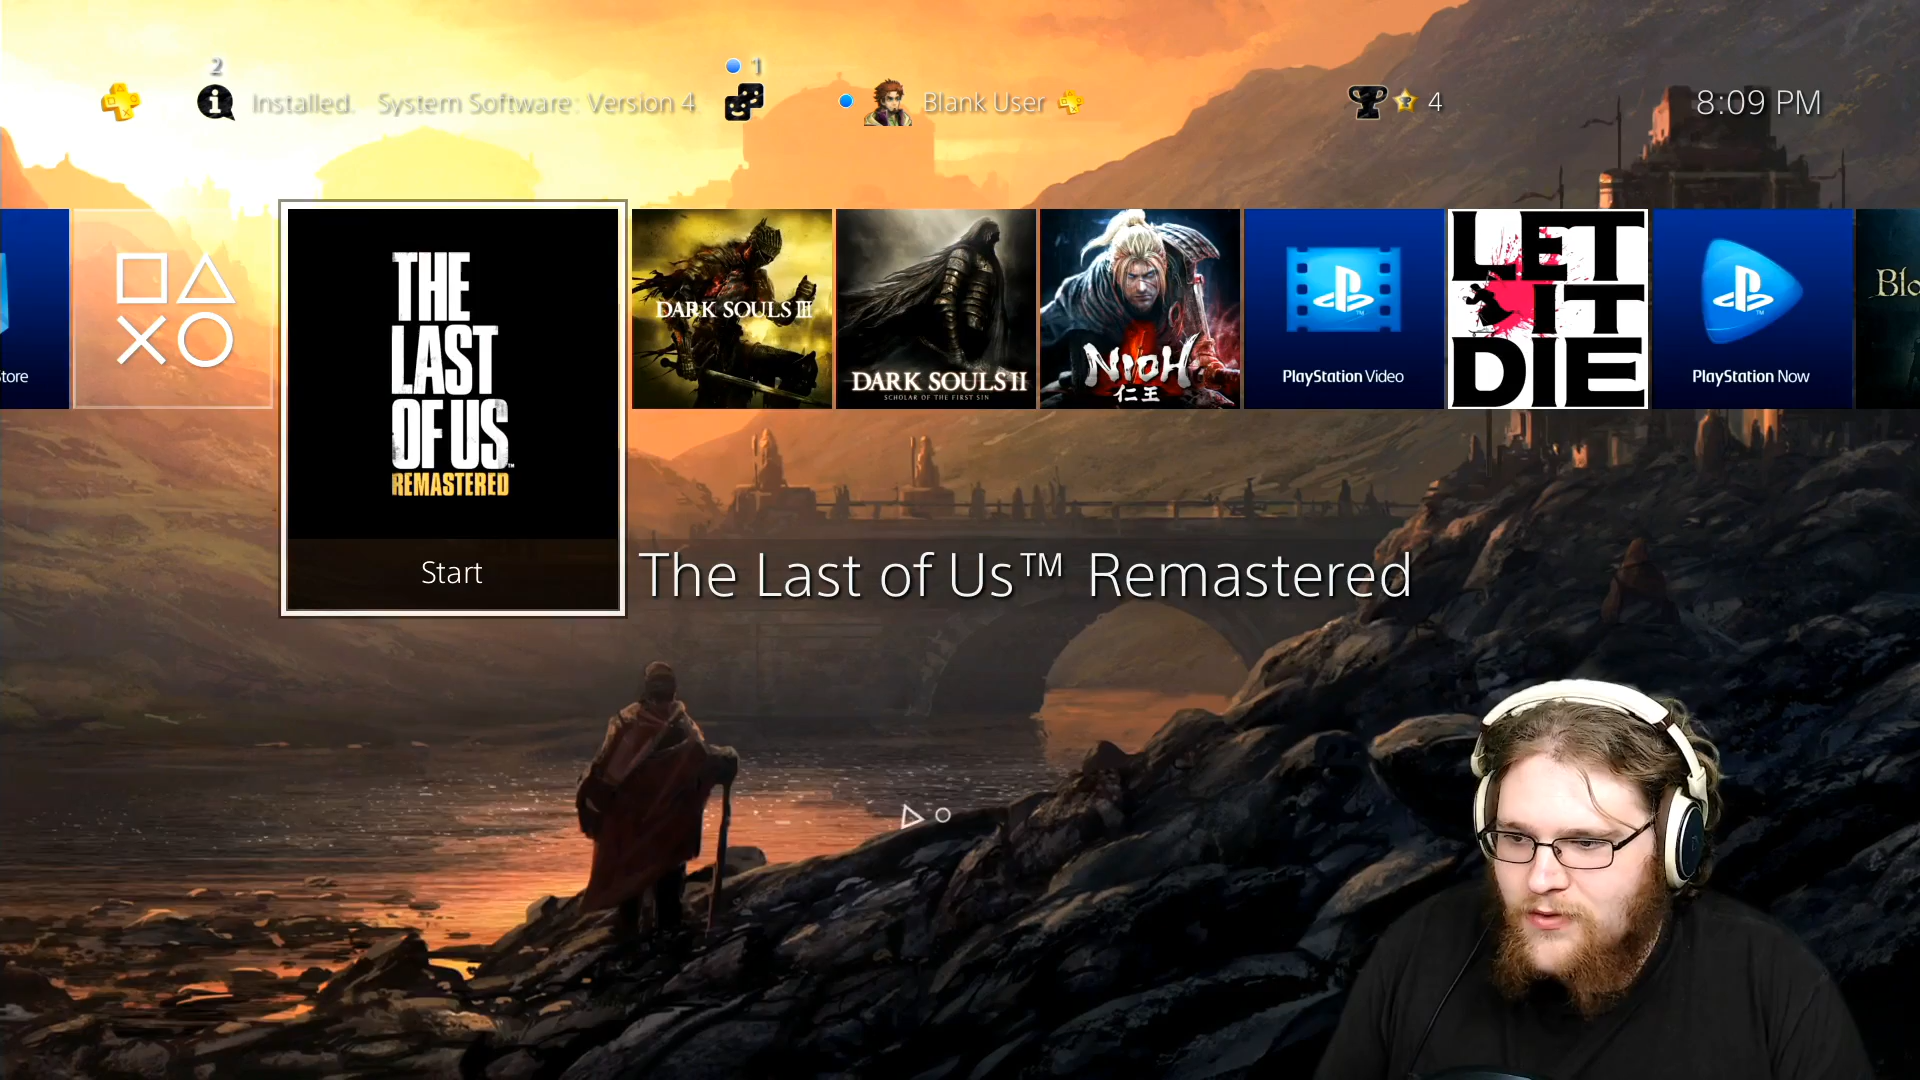 2
Installed. System Software: Version 4
1
Blank User
4
8:09 PM
tore
THE
LAST
OF US
REMASTERED
Start
DARK SOULS III
DARK SOULS II
SCHOLAR OF THE FIRST SIN
NIOH
仁王
PlayStation Video
LET
IT
DIE
PlayStation Now
Blo
The Last of Us™ Remastered